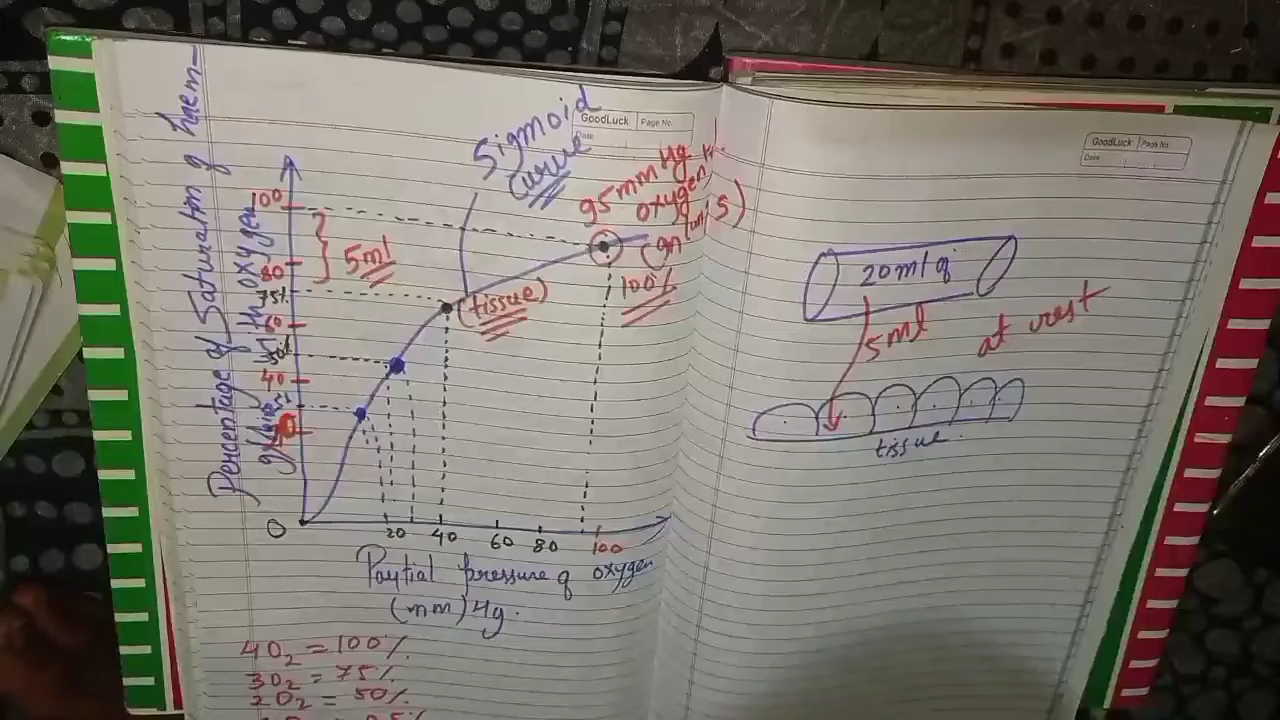 Percentage of Saturation of haem-
globin with oxygen
Sigmoid
Curve
GoodLuck
Page No
Date
95mm Hg
oxygen
100
80
75%
60
50%
40
0
5ml
(tissue)
100%
20
40
60
80
100
Partial pressure of oxygen
(mm) Hg.
4O2 = 100%
3O2 = 75%
2O2 = 50%
GoodLuck
Page No.
Date
20ml of
5ml
at rest
tissue.